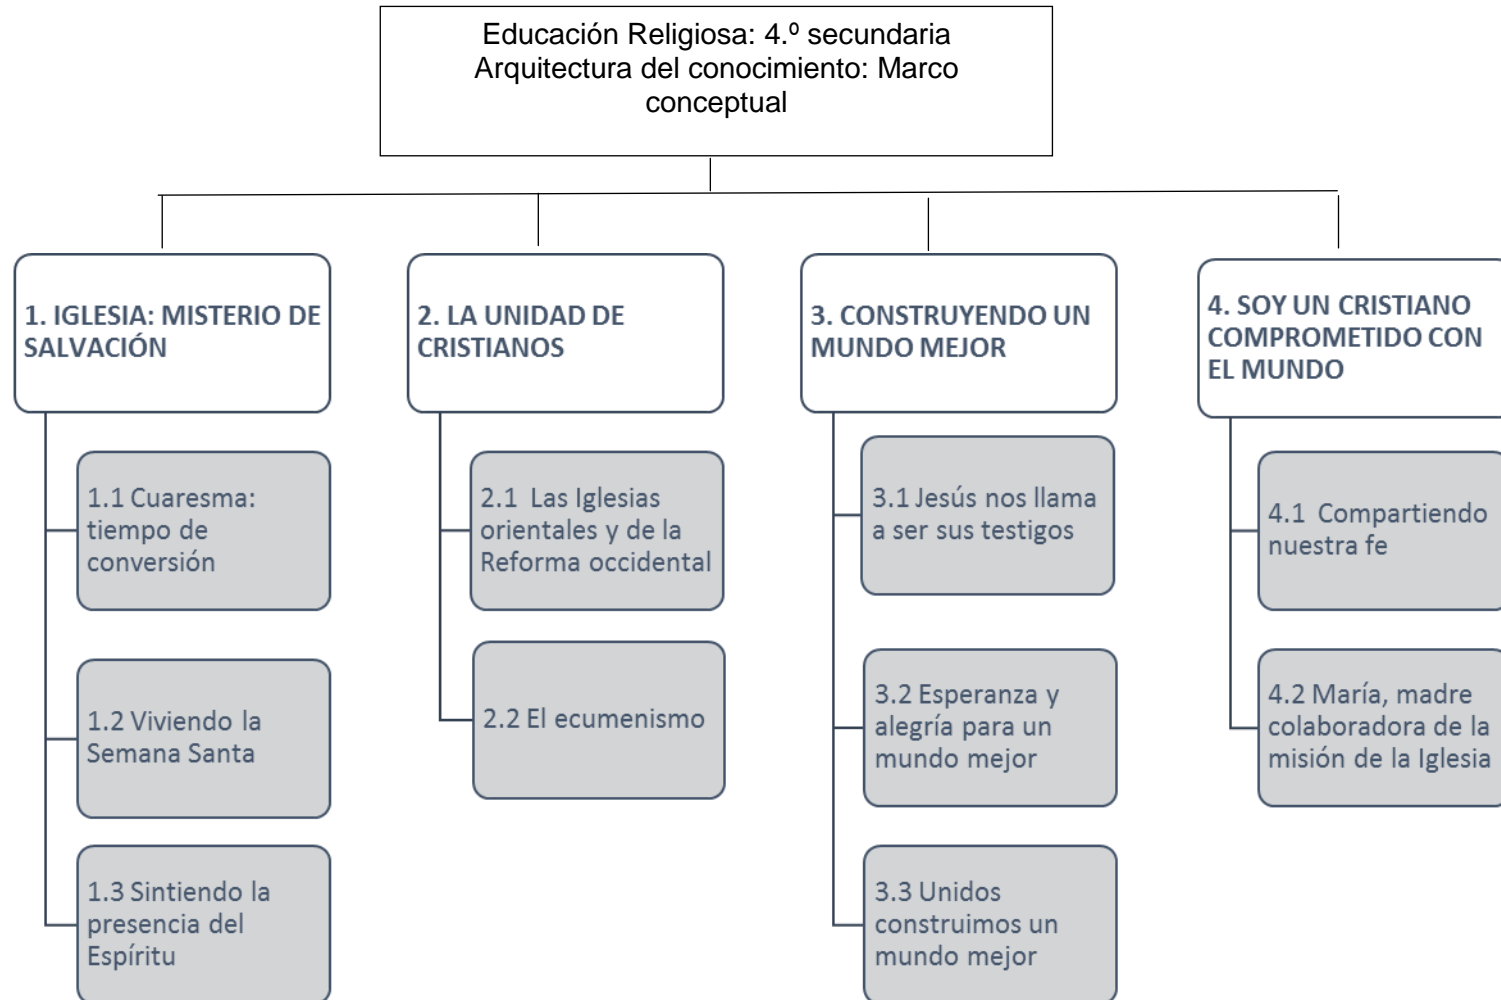 Educación Religiosa: 4.º secundaria
Arquitectura del conocimiento: Marco
conceptual
1. IGLESIA: MISTERIO DE
SALVACIÓN
1.1 Cuaresma:
tiempo de
conversión
1.2 Viviendo la
Semana Santa
1.3 Sintiendo la
presencia del
Espíritu
2. LA UNIDAD DE
CRISTIANOS
2.1 Las Iglesias
orientales y de la
Reforma occidental
2.2 El ecumenismo
3. CONSTRUYENDO UN
MUNDO MEJOR
3.1 Jesús nos llama
a ser sus testigos
3.2 Esperanza y
alegría para un
mundo mejor
3.3 Unidos
construimos un
mundo mejor
4. SOY UN CRISTIANO
COMPROMETIDO CON
EL MUNDO
4.1 Compartiendo
nuestra fe
4.2 María, madre
colaboradora de la
misión de la Iglesia